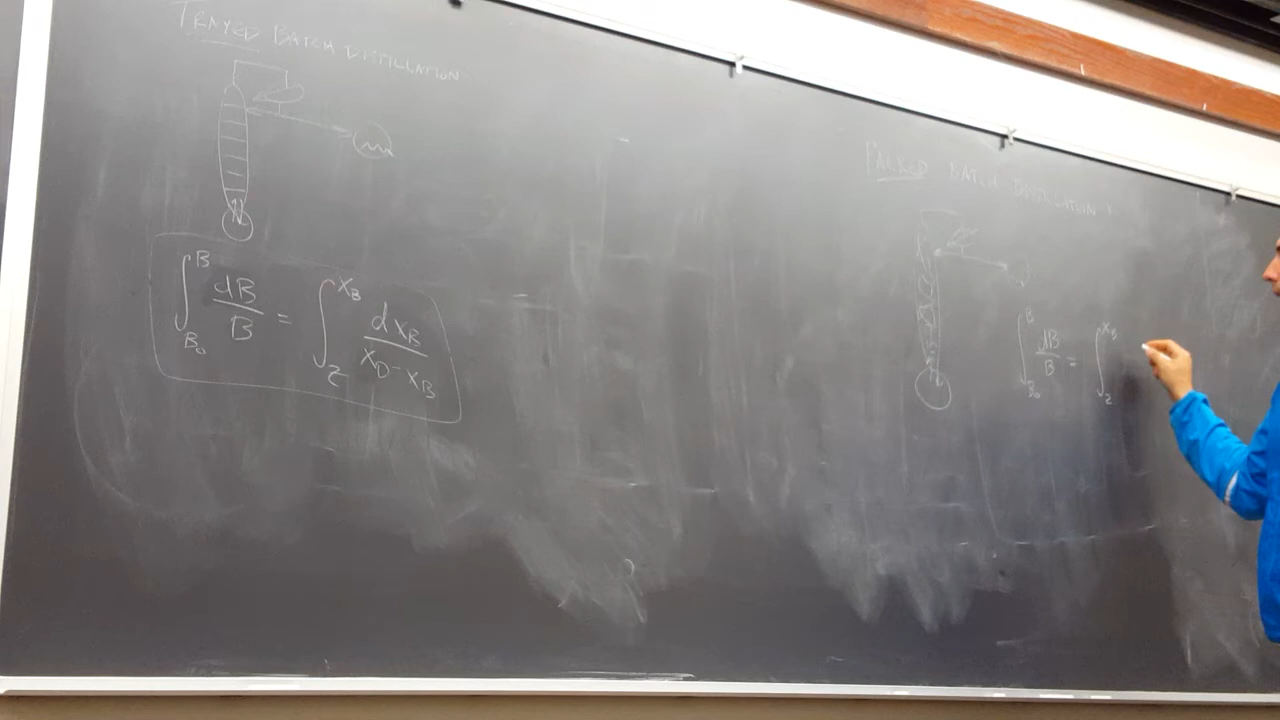 TRAYED BATCH DISTILLATION
∫_{B₀}^{B} dB/B = ∫_{z}^{x_B} dx_B/(x_D - x_B)
PACKED BATCH DISTILLATION
∫_{B₀}^{B} dB/B = ∫_{z}^{x_B}